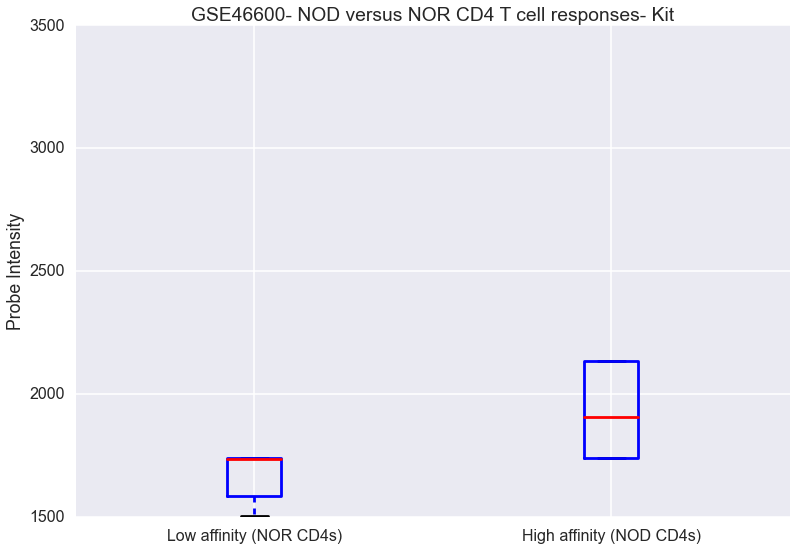 GSE46600- NOD versus NOR CD4 T cell responses- Kit
3500
3000
2500
2000
1500
Probe Intensity
Low affinity (NOR CD4s)
High affinity (NOD CD4s)